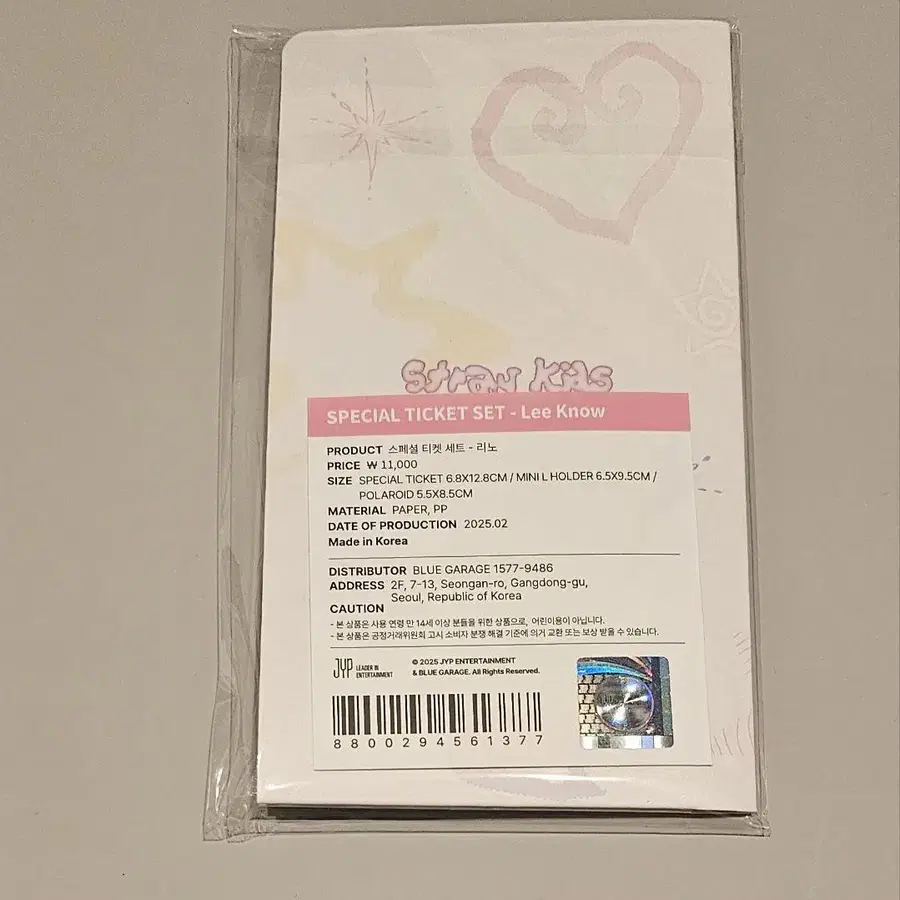 Stray Kids
SPECIAL TICKET SET - Lee Know
PRODUCT 스페셜 티켓 세트 - 리노
PRICE ₩ 11,000
SIZE SPECIAL TICKET 6.8X12.8CM / MINI L HOLDER 6.5X9.5CM /
POLAROID 5.5X8.5CM
MATERIAL PAPER, PP
DATE OF PRODUCTION 2025.02
Made in Korea
DISTRIBUTOR BLUE GARAGE 1577-9486
ADDRESS 2F, 7-13, Seongan-ro, Gangdong-gu,
Seoul, Republic of Korea
CAUTION
- 본 상품은 사용 연령 만 14세 이상 분들을 위한 상품으로, 어린이용이 아닙니다.
- 본 상품은 공정거래위원회 고시 소비자 분쟁 해결 기준에 의거 교환 또는 보상 받을 수 있습니다.
JYP LEADER IN
ENTERTAINMENT
© 2025 JYP ENTERTAINMENT
& BLUE GARAGE. All Rights Reserved.
8800294561377